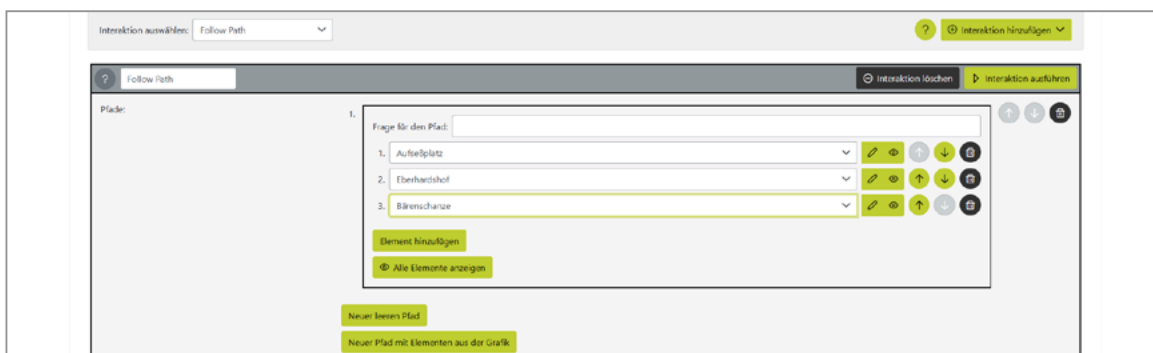 Interaktion auswählen: Follow Path
? Interaktion hinzufügen
? Follow Path
Interaktion löschen Interaktion ausführen
Pfade:
1.
Frage für den Pfad:
1. Aufseßplatz
2. Eberhardshof
3. Bärenschanze
Element hinzufügen
Alle Elemente anzeigen
Neuer leeren Pfad
Neuer Pfad mit Elementen aus der Grafik